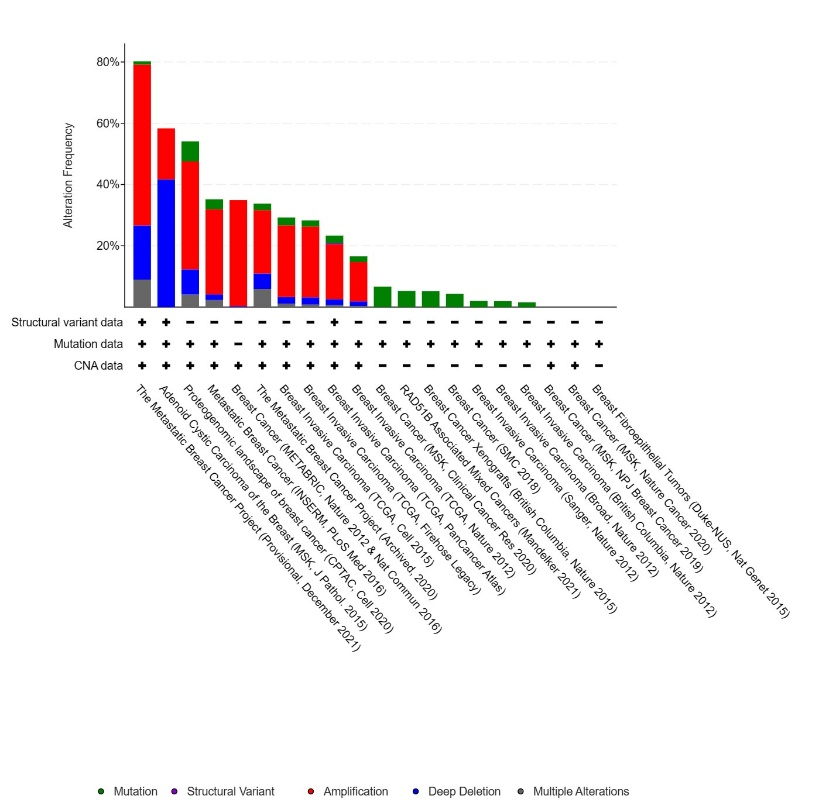 80%
60%
40%
20%
Alteration Frequency
Structural variant data + + - - - - - - + - - - - - - - - - - -
Mutation data + + + + - + + + + + + + + + + + + + + +
CNA data + + + + + + + + + + - - - - - - - + + -
The Metastatic Breast Cancer Project (Provisional, December 2021)
Adenoid Cystic Carcinoma of the Breast (MSK, J Pathol. 2015)
Proteogenomic landscape of breast cancer (CPTAC, Cell 2020)
Metastatic Breast Cancer (INSERM, PLoS Med 2016)
Breast Cancer (METABRIC, Nature 2012 & Nat Commun 2016)
The Metastatic Breast Cancer Project (Archived, 2020)
Breast Invasive Carcinoma (TCGA, Cell 2015)
Breast Invasive Carcinoma (TCGA, Firehose Legacy)
Breast Invasive Carcinoma (TCGA, PanCancer Atlas)
Breast Invasive Carcinoma (TCGA, Nature 2012)
Breast Cancer (MSK, Clinical Cancer Res 2020)
RAD51B Associated Mixed Cancers (Mandelker 2021)
Breast Cancer Xenografts (British Columbia, Nature 2015)
Breast Cancer (SMC 2018)
Breast Invasive Carcinoma (Sanger, Nature 2012)
Breast Invasive Carcinoma (Broad, Nature 2012)
Breast Invasive Carcinoma (British Columbia, Nature 2012)
Breast Cancer (MSK, NPJ Breast Cancer 2019)
Breast Cancer (MSK, Nature Cancer 2020)
Breast Fibroepithelial Tumors (Duke-NUS, Nat Genet 2015)
Mutation Structural Variant Amplification Deep Deletion Multiple Alterations